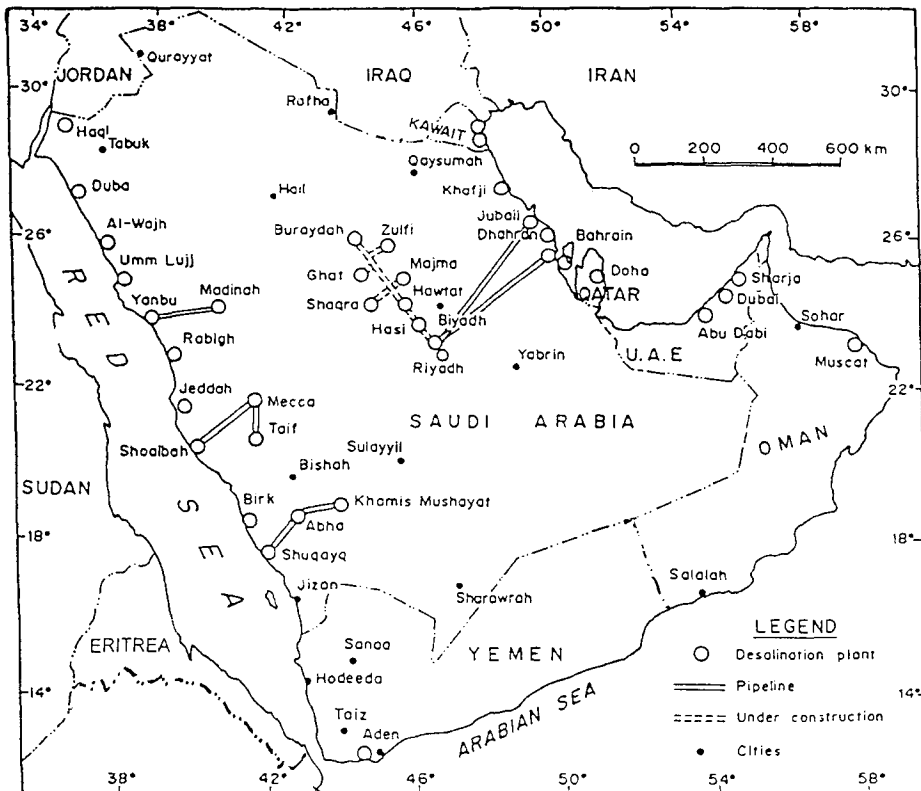 34° 38° 42° 46° 50° 54° 58°
Qurayyat
JORDAN IRAQ IRAN
30° 30°
Rafha
KAWAIT
0 200 400 600 km
Haql
Tabuk
Qaysumah
Khafji
Duba
Hail
Jubail
Buraydah Zulfi
Dhahran
26° 26°
Al-Wajh
Bahrain
Umm Lujj
Ghat Majma
Doha
Sharja
Yanbu Madinah
Shaqra Hawtat
QATAR
Dubai
Hasi Biyadh
Abu Dabi
Sohar
Rabigh
Riyadh
Yabrin
U.A.E
Muscat
22° 22°
Jeddah
Mecca
SAUDI ARABIA
Taif
Shoaibah
Sulayyil
OMAN
Bishah
SUDAN
RED SEA
Birk
Khamis Mushayat
Abha
18° 18°
Shuqayq
Jizan
Sharawrah
Salalah
ERITREA
Sanaa
YEMEN
LEGEND
Desalination plant
Hodeeda
Pipeline
14° 14°
ARABIAN SEA
Under construction
Taiz
Aden
Cities
42° 46° 50° 54° 58°